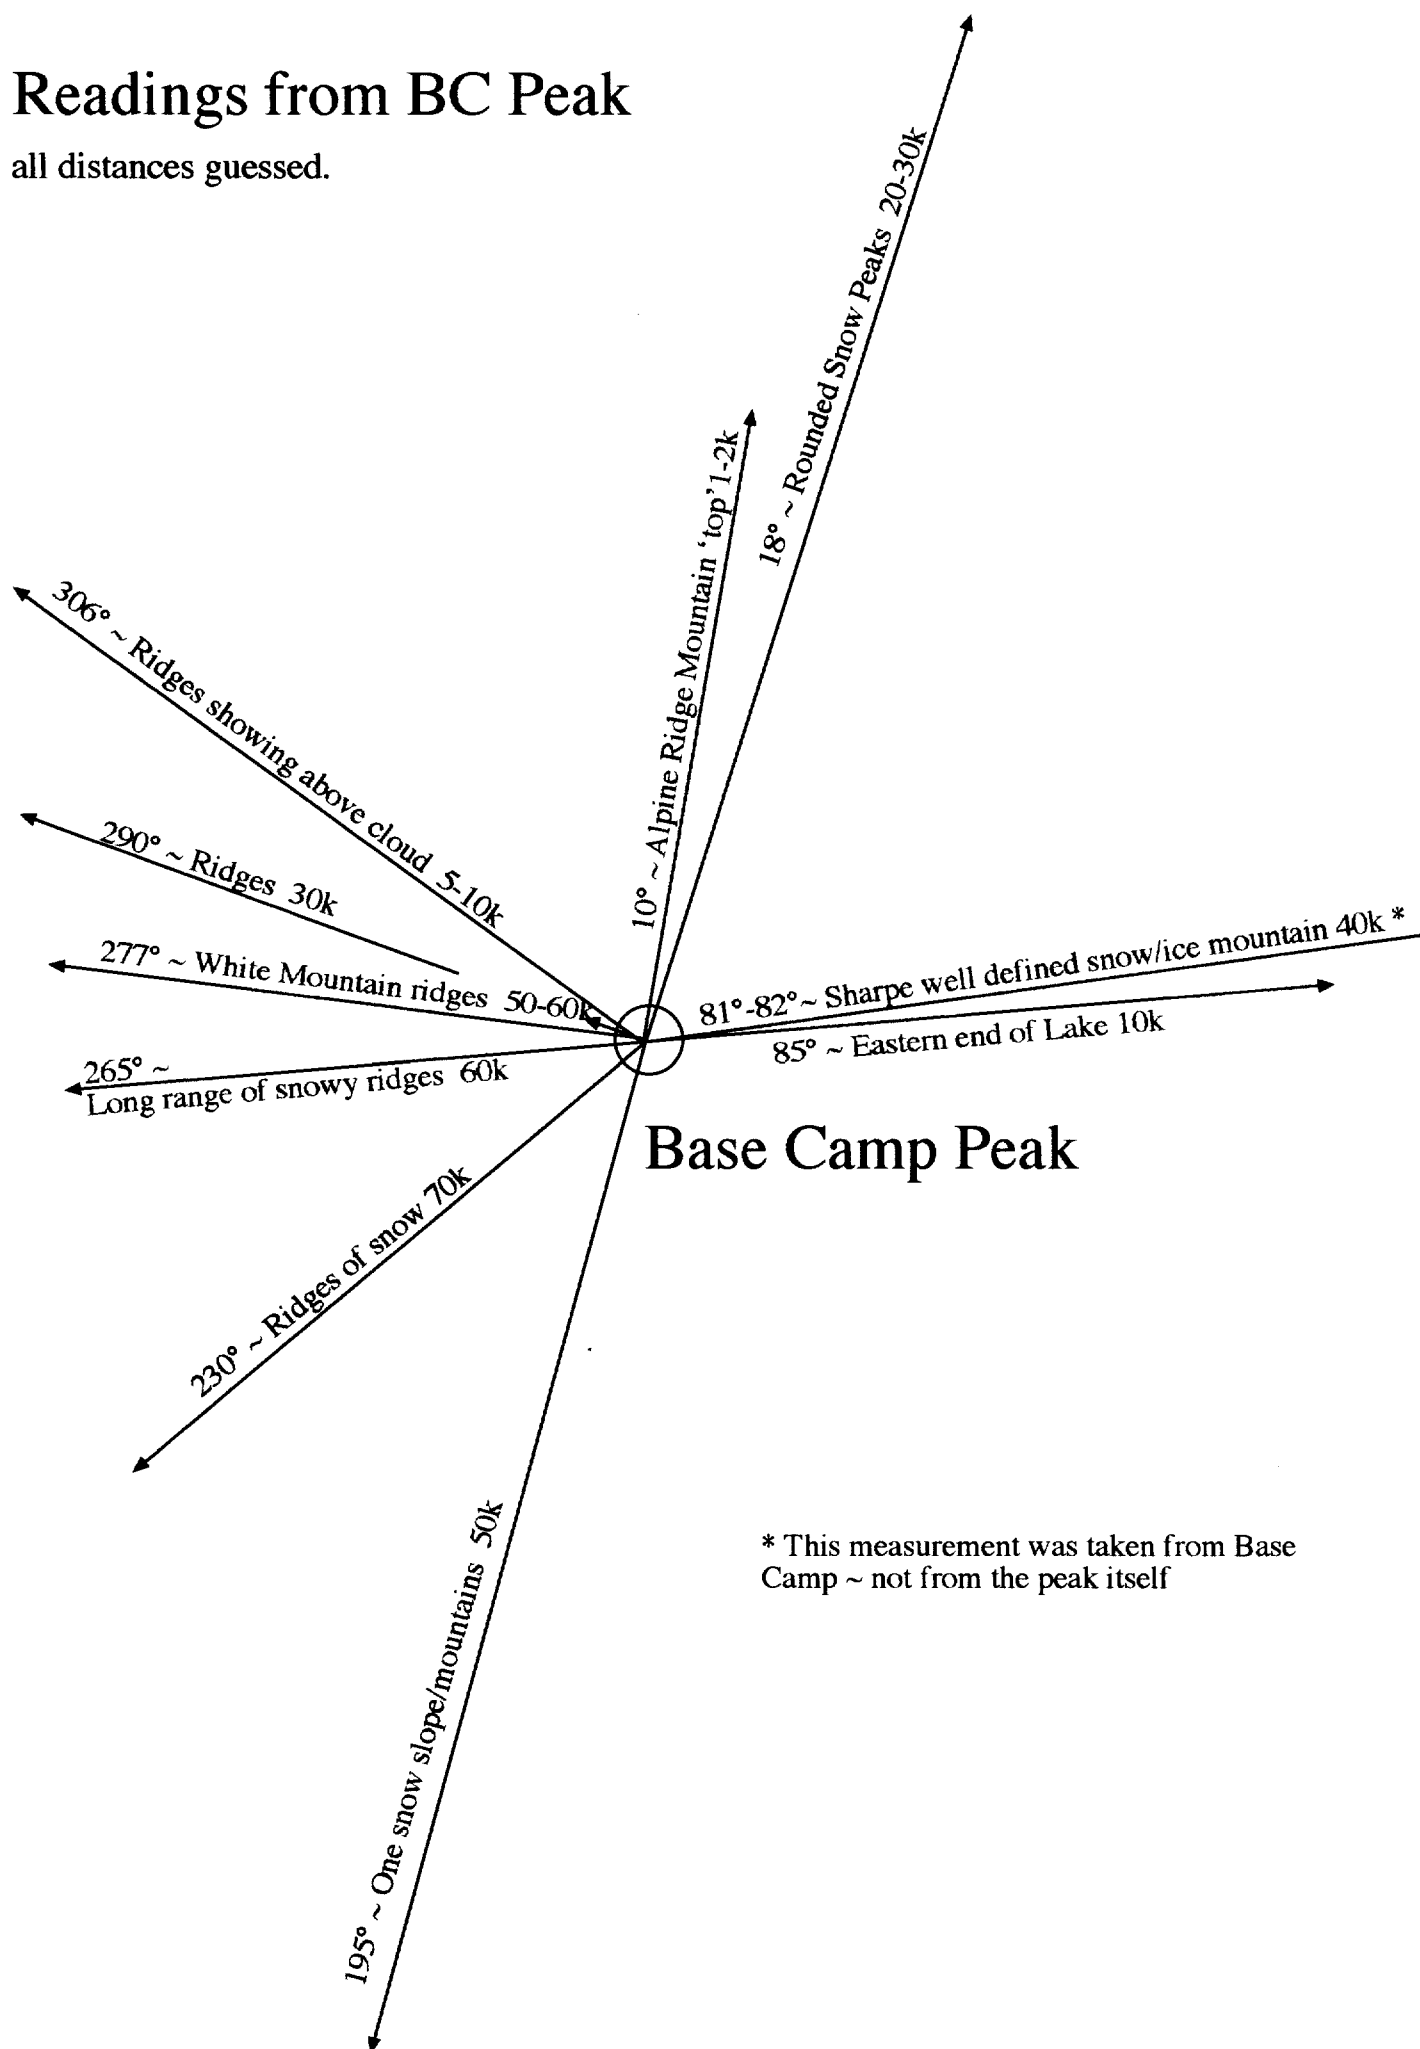 Readings from BC Peak
all distances guessed.
18° ~ Rounded Snow Peaks 20-30k
10° ~ Alpine Ridge Mountain ‘top’1-2k
306° ~ Ridges showing above cloud 5-10k
290° ~ Ridges 30k
277° ~ White Mountain ridges 50-60k
81°-82°~ Sharpe well defined snow/ice mountain 40k *
85° ~ Eastern end of Lake 10k
265° ~
Long range of snowy ridges 60k
Base Camp Peak
230° ~ Ridges of snow 70k
195° ~ One snow slope/mountains 50k
* This measurement was taken from Base
Camp ~ not from the peak itself